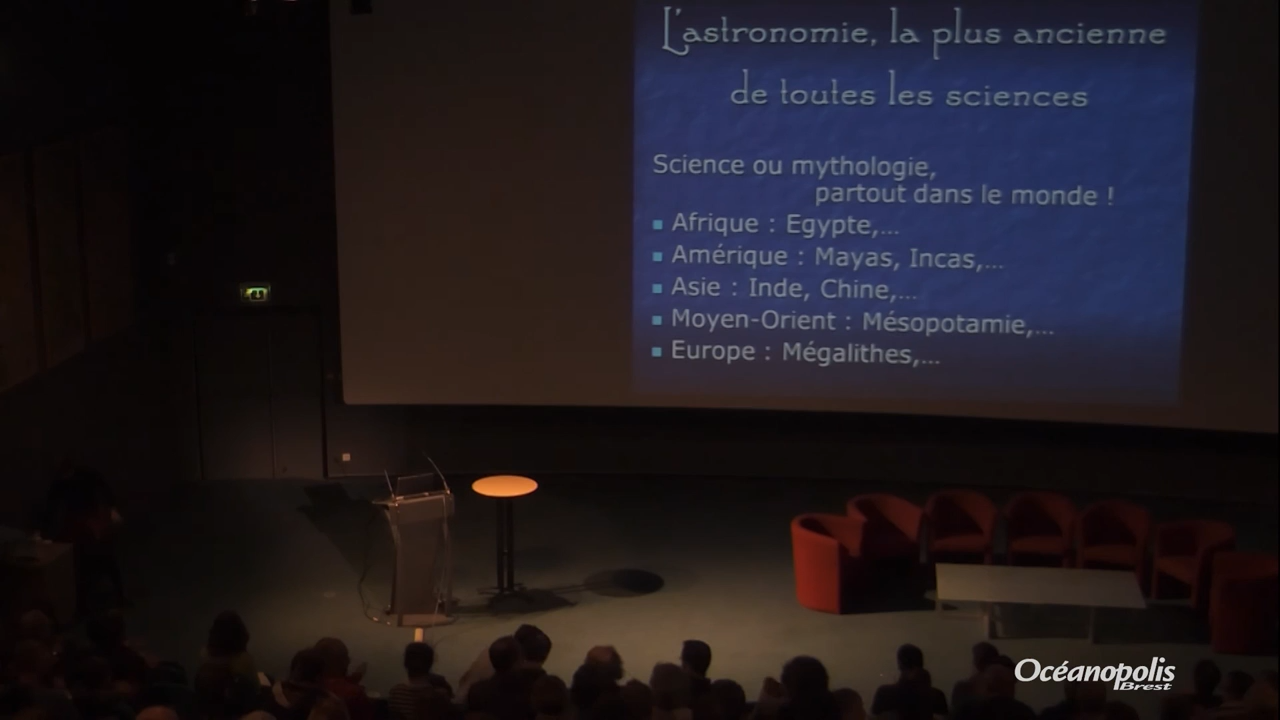 L'astronomie, la plus ancienne
de toutes les sciences
Science ou mythologie,
partout dans le monde !
▪ Afrique : Egypte,...
▪ Amérique : Mayas, Incas,...
▪ Asie : Inde, Chine,...
▪ Moyen-Orient : Mésopotamie,...
▪ Europe : Mégalithes,...
Océanopolis
Brest